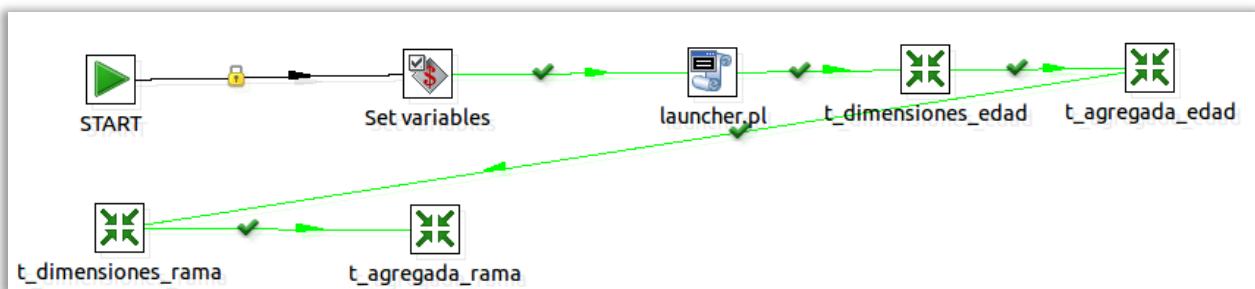 START
Set variables
launcher.pl
t_dimensiones_edad
t_agregada_edad
t_dimensiones_rama
t_agregada_rama